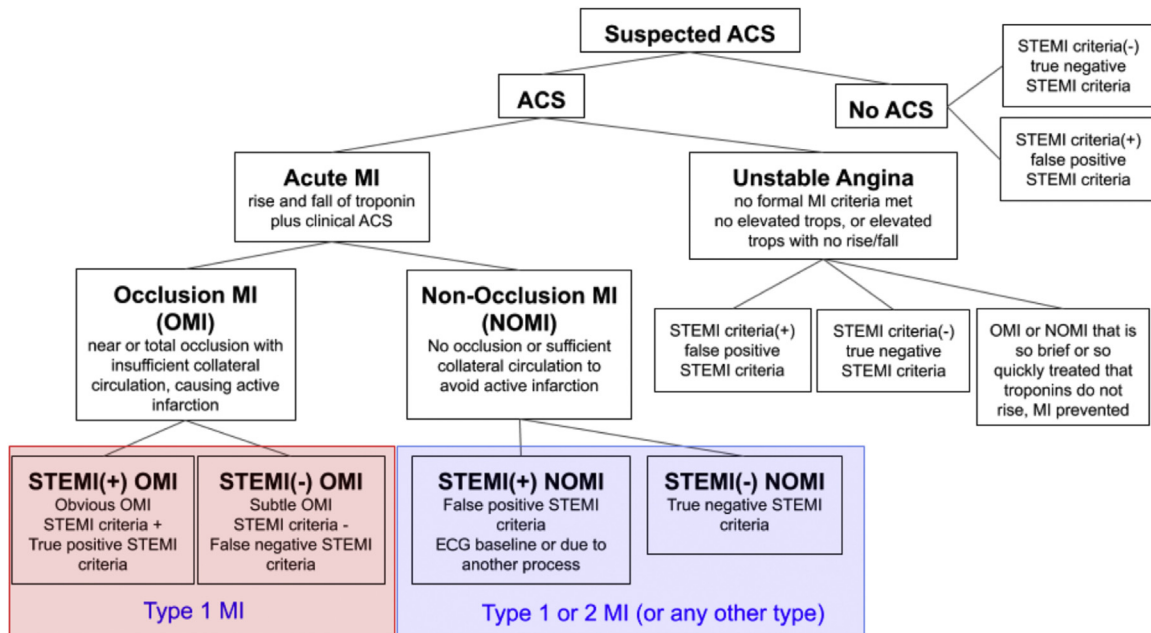 Suspected ACS
ACS
No ACS
STEMI criteria(-)
true negative
STEMI criteria
STEMI criteria(+)
false positive
STEMI criteria
Acute MI
rise and fall of troponin
plus clinical ACS
Unstable Angina
no formal MI criteria met
no elevated trops, or elevated
trops with no rise/fall
Occlusion MI
(OMI)
near or total occlusion with
insufficient collateral
circulation, causing active
infarction
Non-Occlusion MI
(NOMI)
No occlusion or sufficient
collateral circulation to
avoid active infarction
STEMI criteria(+)
false positive
STEMI criteria
STEMI criteria(-)
true negative
STEMI criteria
OMI or NOMI that is
so brief or so
quickly treated that
troponins do not
rise, MI prevented
STEMI(+) OMI
Obvious OMI
STEMI criteria +
True positive STEMI
criteria
STEMI(-) OMI
Subtle OMI
STEMI criteria -
False negative STEMI
criteria
STEMI(+) NOMI
False positive STEMI
criteria
ECG baseline or due to
another process
STEMI(-) NOMI
True negative STEMI
criteria
Type 1 MI
Type 1 or 2 MI (or any other type)